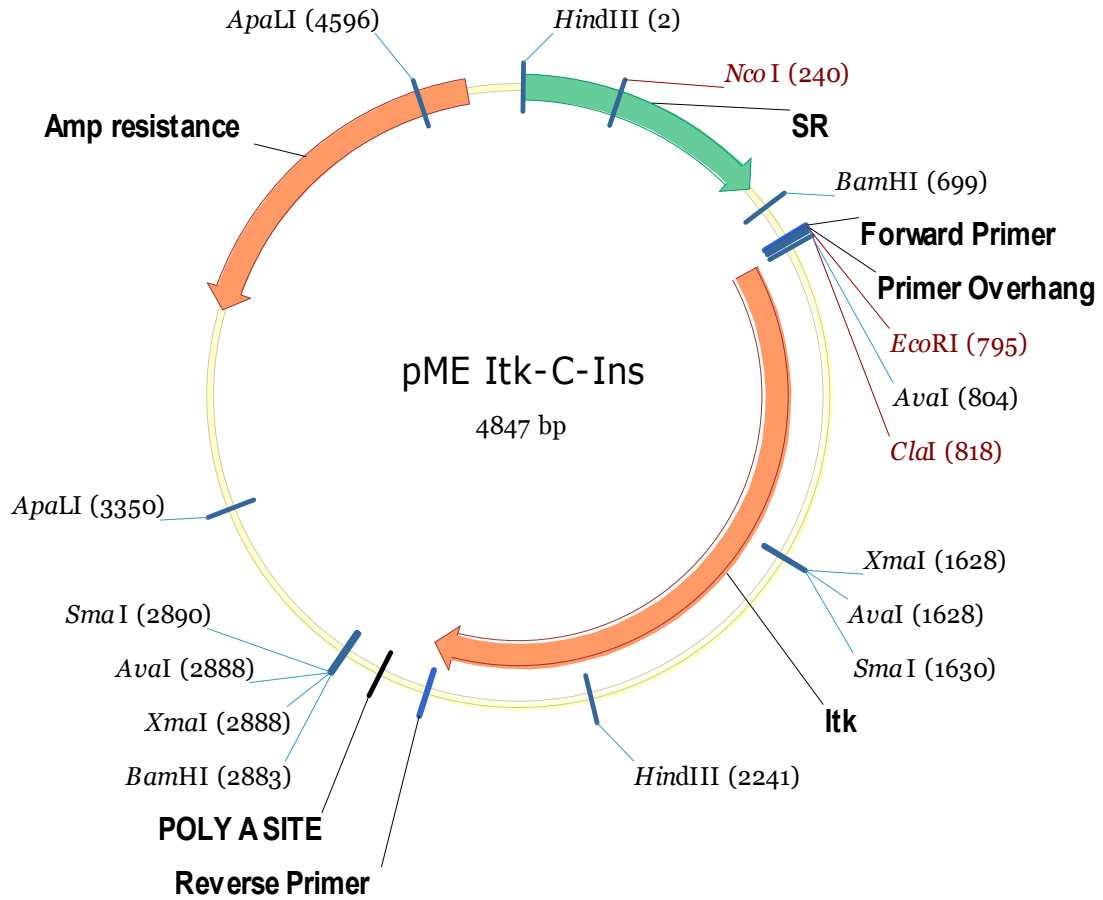 ApaLI (4596)
HindIII (2)
Nco I (240)
Amp resistance
SR
BamHI (699)
Forward Primer
Primer Overhang
EcoRI (795)
AvaI (804)
ClaI (818)
pME Itk-C-Ins
4847 bp
ApaLI (3350)
XmaI (1628)
AvaI (1628)
Sma I (1630)
Itk
Sma I (2890)
AvaI (2888)
XmaI (2888)
BamHI (2883)
HindIII (2241)
POLY A SITE
Reverse Primer